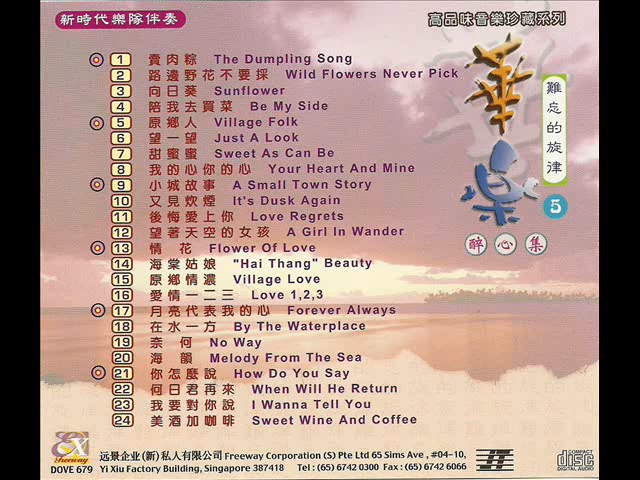 新時代樂隊伴奏
高品味音樂珍藏系列
華樂
難忘的旋律
5
醉心集
1 賣肉粽 The Dumpling Song
2 路邊野花不要採 Wild Flowers Never Pick
3 向日葵 Sunflower
4 陪我去買菜 Be My Side
5 原鄉人 Village Folk
6 望一望 Just A Look
7 甜蜜蜜 Sweet As Can Be
8 我的心你的心 Your Heart And Mine
9 小城故事 A Small Town Story
10 又見炊煙 It's Dusk Again
11 後悔愛上你 Love Regrets
12 望著天空的女孩 A Girl In Wander
13 情花 Flower Of Love
14 海棠姑娘 "Hai Thang" Beauty
15 原鄉情濃 Village Love
16 愛情一二三 Love 1,2,3
17 月亮代表我的心 Forever Always
18 在水一方 By The Waterplace
19 奈何 No Way
20 海韻 Melody From The Sea
21 你怎麼說 How Do You Say
22 何日君再來 When Will He Return
23 我要對你說 I Wanna Tell You
24 美酒加咖啡 Sweet Wine And Coffee
EX
Freeway
DOVE 679
远景企业(新)私人有限公司 Freeway Corporation (S) Pte Ltd 65 Sims Ave , #04-10,
Yi Xiu Factory Building, Singapore 387418 Tel : (65) 6742 0300 Fax : (65) 6742 6066
COMPACT
disc
DIGITAL AUDIO